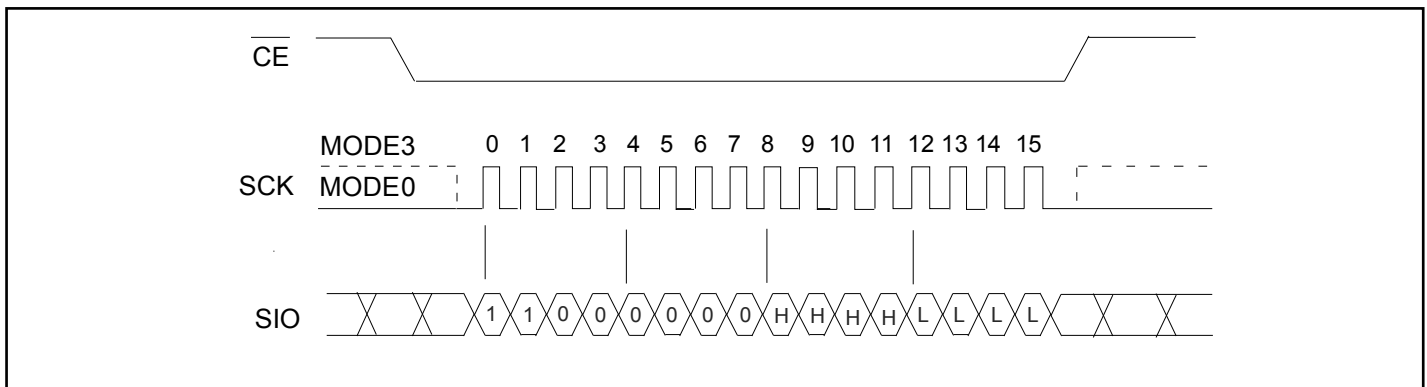 CE
MODE3 0 1 2 3 4 5 6 7 8 9 10 11 12 13 14 15
SCK MODE0
SIO 1 1 0 0 0 0 0 0 H H H H L L L L